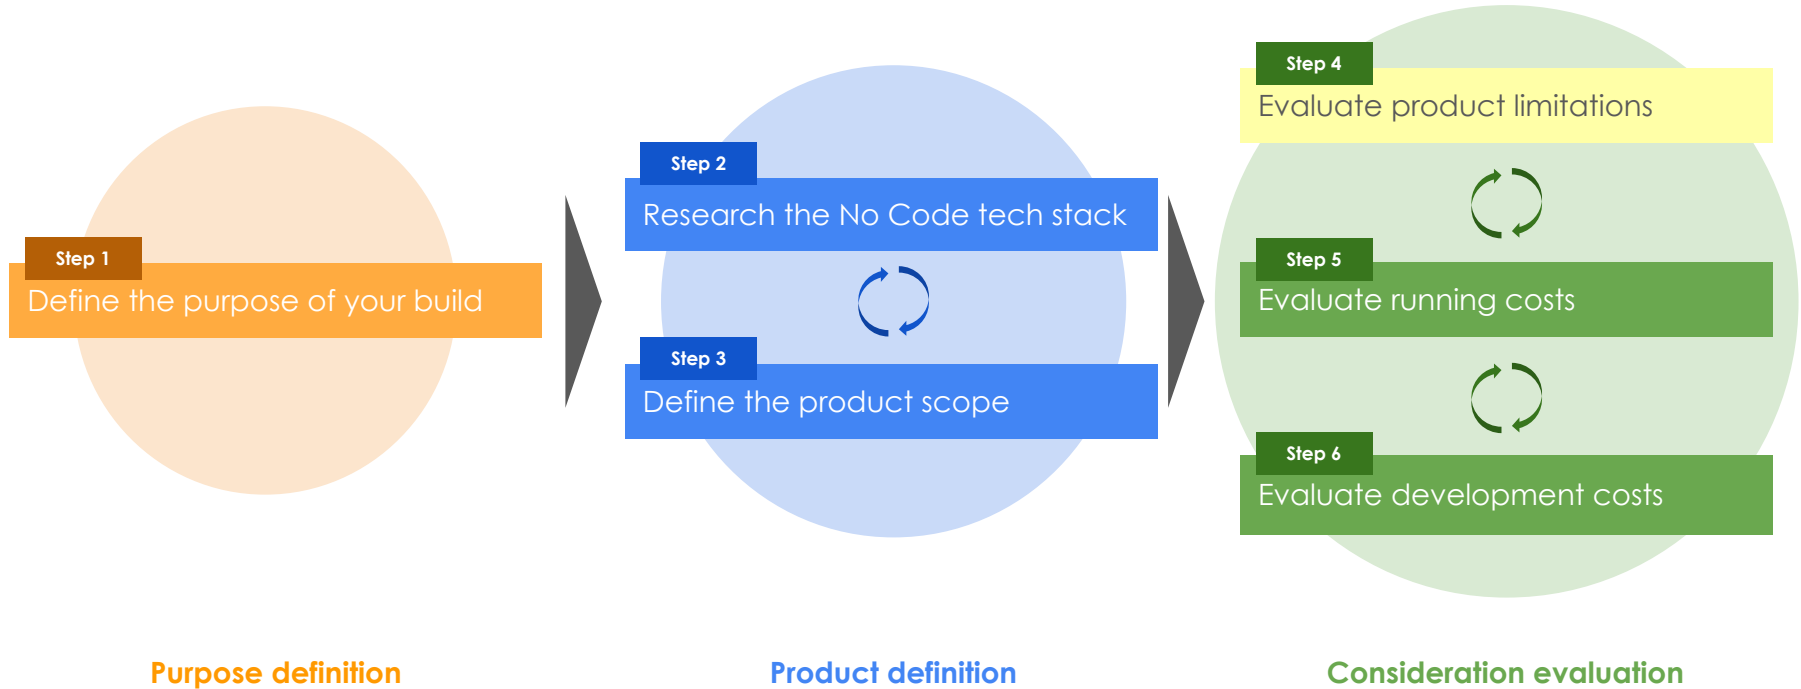 Step 1
Define the purpose of your build
Purpose definition
Step 2
Research the No Code tech stack
Step 3
Define the product scope
Product definition
Step 4
Evaluate product limitations
Step 5
Evaluate running costs
Step 6
Evaluate development costs
Consideration evaluation